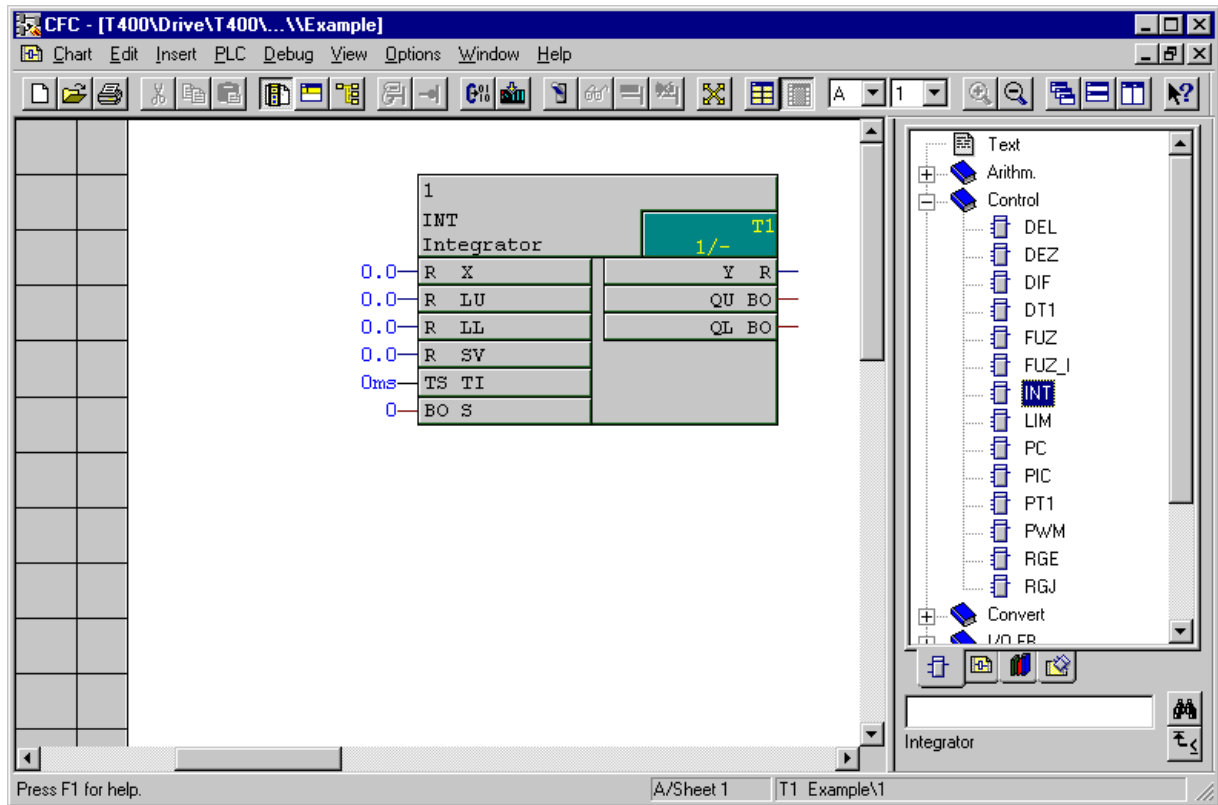 CFC - [T400\Drive\T400\...\\Example]
Chart Edit Insert PLC Debug View Options Window Help
A 1
1
INT
Integrator
T1
1/-
0.0 R X Y R
0.0 R LU QU BO
0.0 R LL QL BO
0.0 R SV
0ms TS TI
0 BO S
Text
Arithm.
Control
DEL
DEZ
DIF
DT1
FUZ
FUZ_I
INT
LIM
PC
PIC
PT1
PWM
RGE
RGJ
Convert
I/O FB
Integrator
Press F1 for help.
A/Sheet 1
T1 Example\1